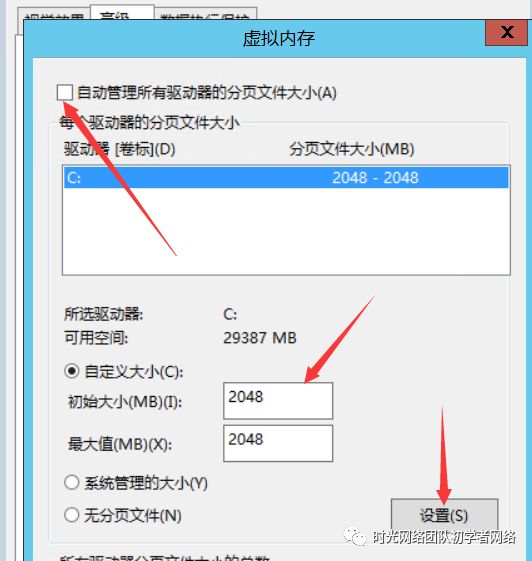 视觉效果 高级 数据执行保护
虚拟内存
X
自动管理所有驱动器的分页文件大小(A)
每个驱动器的分页文件大小
驱动器 [卷标](D) 分页文件大小(MB)
C: 2048 - 2048
所选驱动器: C:
可用空间: 29387 MB
自定义大小(C):
初始大小(MB)(I): 2048
最大值(MB)(X): 2048
系统管理的大小(Y)
无分页文件(N)
设置(S)
时光网络团队初学者网络
所有驱动器分页文件大小的总数